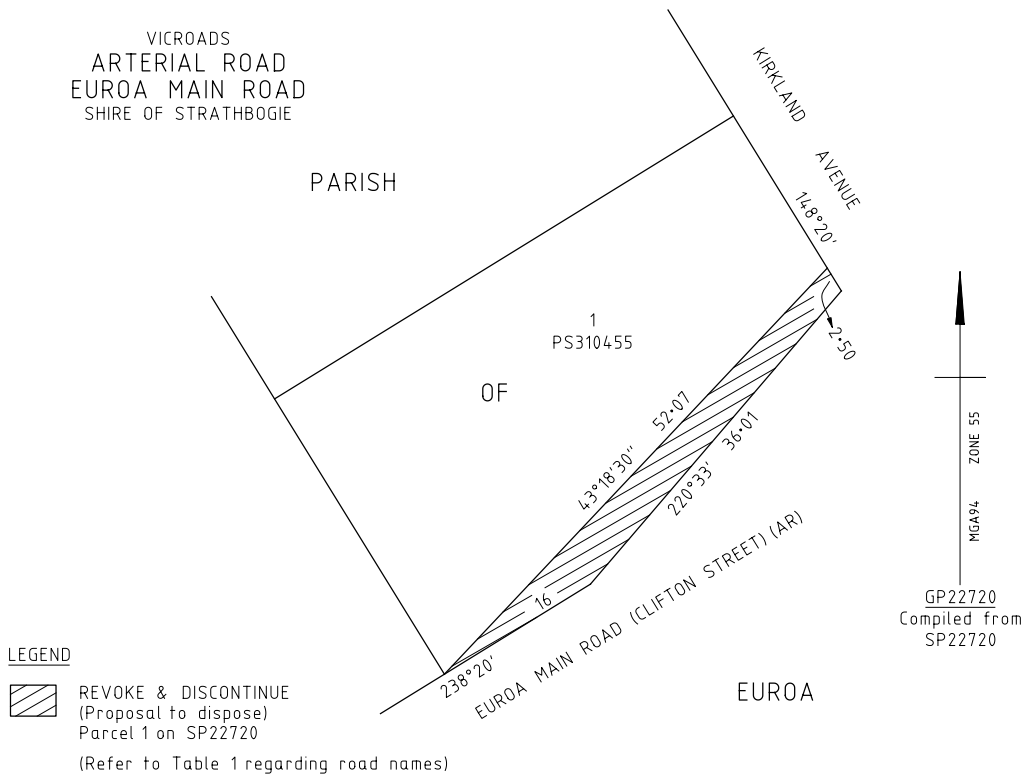 VICROADS
ARTERIAL ROAD
EUROA MAIN ROAD
SHIRE OF STRATHBOGIE
KIRKLAND AVENUE
PARISH
148°20'
1
PS310455
2·50
OF
52·07
36·01
43°18'30"
220°33'
ZONE 55
MGA94
16
EUROA MAIN ROAD (CLIFTON STREET) (AR)
238°20'
GP22720
Compiled from
SP22720
EUROA
LEGEND
REVOKE & DISCONTINUE
(Proposal to dispose)
Parcel 1 on SP22720
(Refer to Table 1 regarding road names)